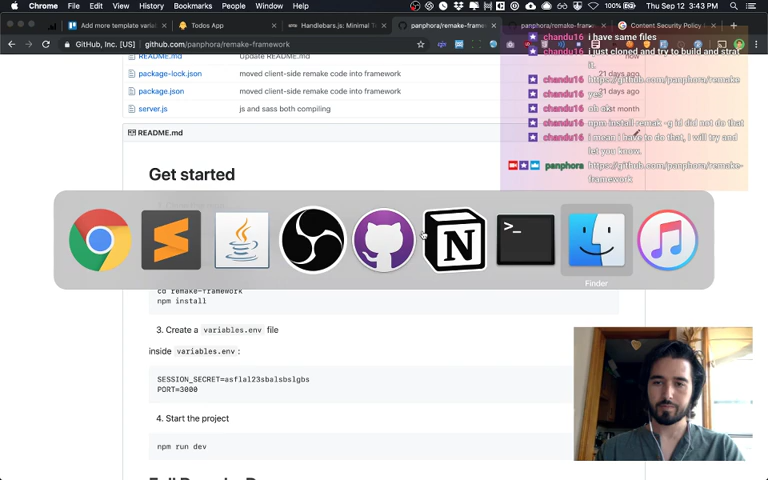 Chrome File Edit View History Bookmarks People Window Help
100% Thu Sep 12 3:43 PM
Add more template varia
Todos App
Handlebars.js: Minimal T
panphora/remake-framework
panphora/remake-fram
Content Security Policy
GitHub, Inc. [US] github.com/panphora/remake-framework
README.md Update README.md now
package-lock.json moved client-side remake code into framework 21 days ago
package.json moved client-side remake code into framework 21 days ago
server.js js and sass both compiling last month
README.md
chandu16 i have same files
chandu16 i just cloned and try to build and strat it.
chandu16 https://github.com/panphora/remake
chandu16 yes
chandu16 oh ok
chandu16 npm install remak -g id did not do that
chandu16 i mean i have to do that, I will try and
let you know.
panphora https://github.com/panphora/remake-
framework
Get started
>_
N
Finder
cd remake-framework
npm install
3. Create a variables.env file
inside variables.env :
SESSION_SECRET=asflal23sbalsbslgbs
PORT=3000
4. Start the project
npm run dev